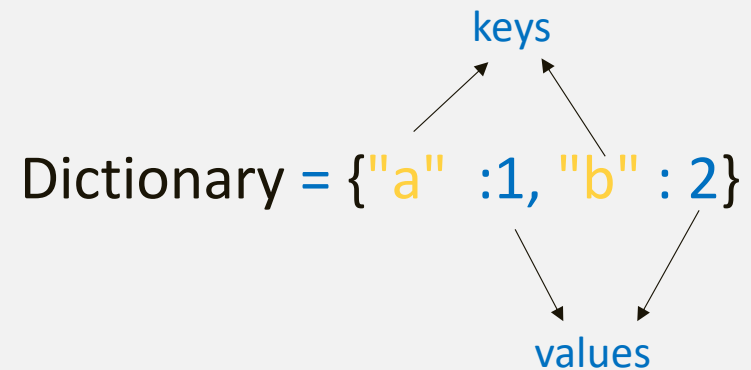 keys
Dictionary = {"a"  :1, "b" : 2}
values